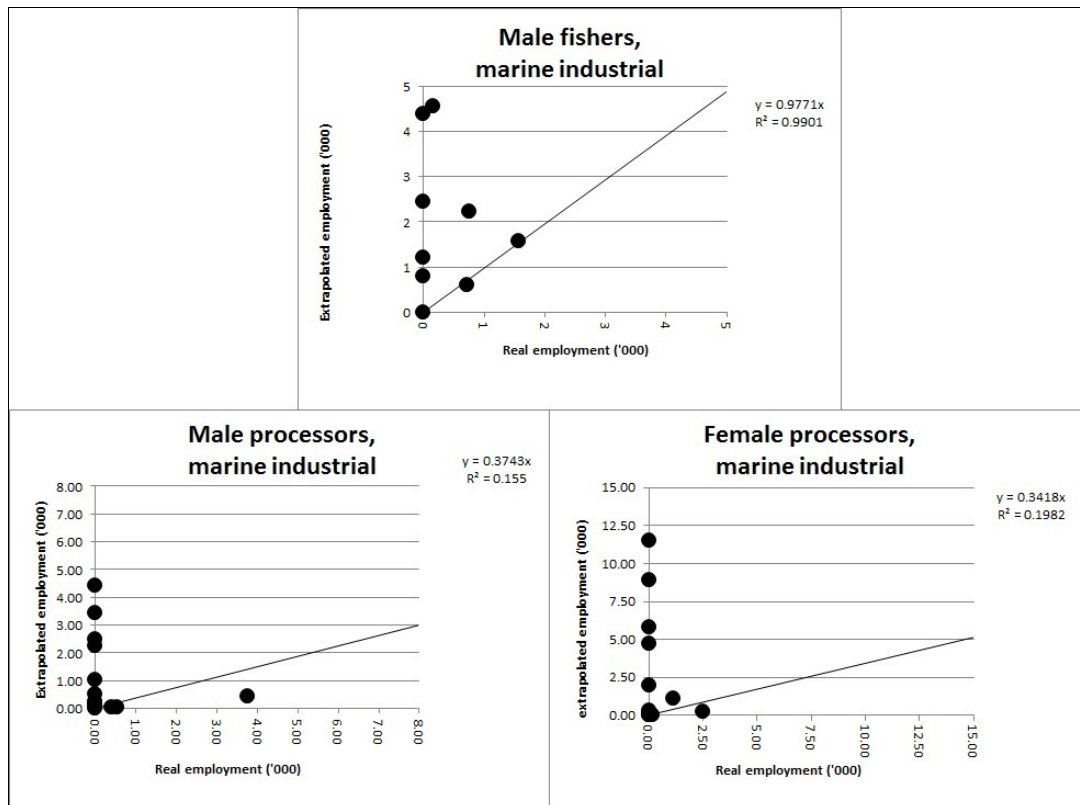 Male fishers,
marine industrial
y = 0.9771x
R² = 0.9901
Extrapolated employment ('000)
5
4
3
2
1
0
0
1
2
3
4
5
Real employment ('000)
Male processors,
marine industrial
y = 0.3743x
R² = 0.155
Extrapolated employment ('000)
8.00
7.00
6.00
5.00
4.00
3.00
2.00
1.00
0.00
0.00
1.00
2.00
3.00
4.00
5.00
6.00
7.00
8.00
Real employment ('000)
Female processors,
marine industrial
y = 0.3418x
R² = 0.1982
extrapolated employment ('000)
15.00
12.50
10.00
7.50
5.00
2.50
0.00
0.00
2.50
5.00
7.50
10.00
12.50
15.00
Real employment ('000)